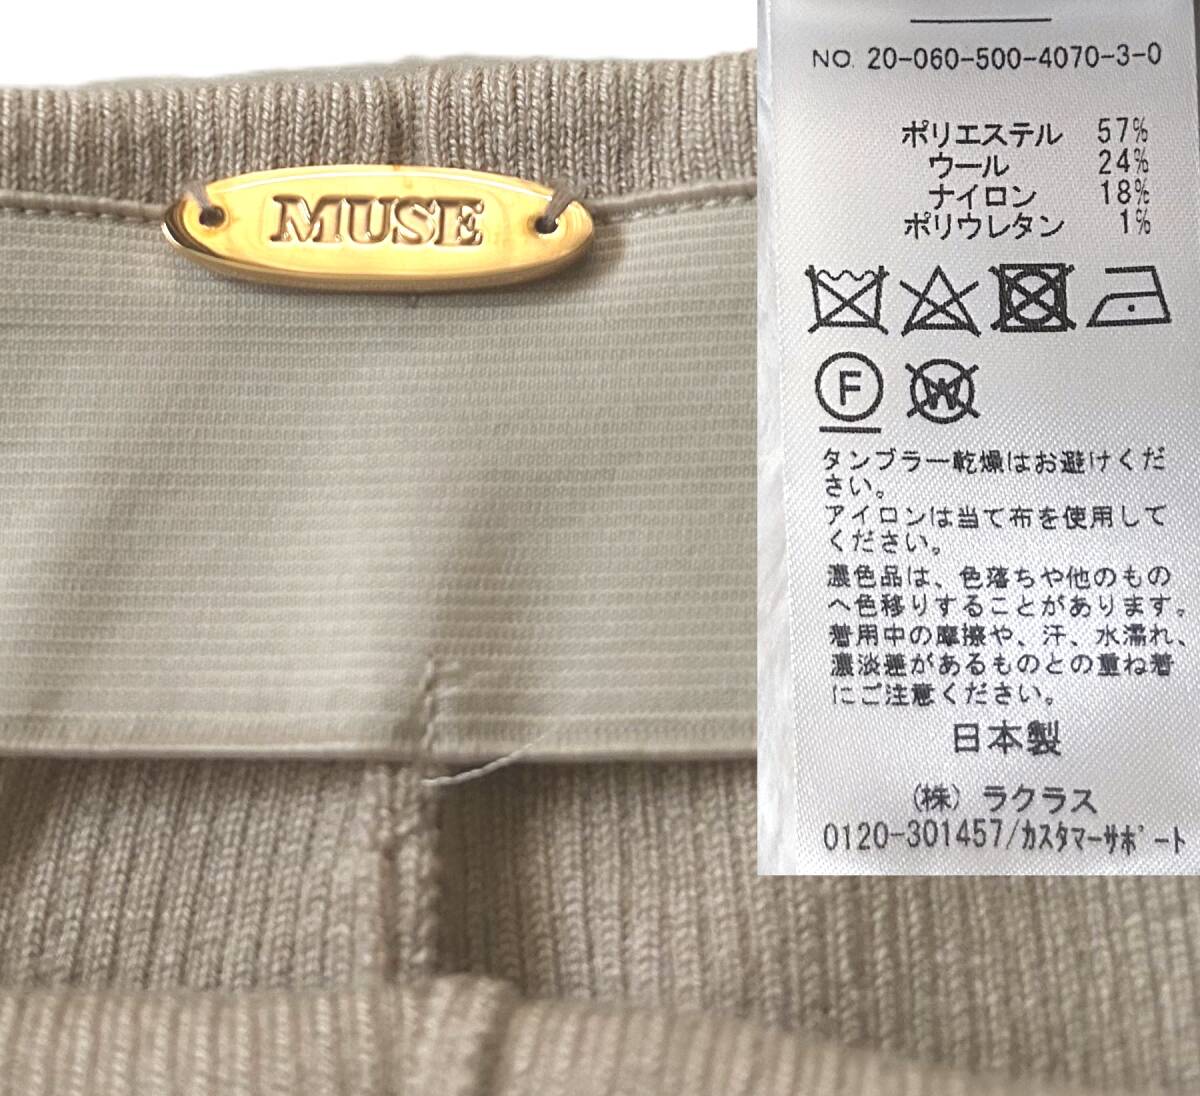 MUSE
NO. 20-060-500-4070-3-0
ポリエステル 57%
ウール 24%
ナイロン 18%
ポリウレタン 1%
F
W
タンブラー乾燥はお避けくだ
さい。
アイロンは当て布を使用して
ください。
濃色品は、色落ちや他のもの
へ色移りすることがあります。
着用中の摩擦や、汗、水濡れ、
濃淡差があるものとの重ね着
にご注意ください。
日本製
(株) ラクラス
0120-301457/カスタマーサポート